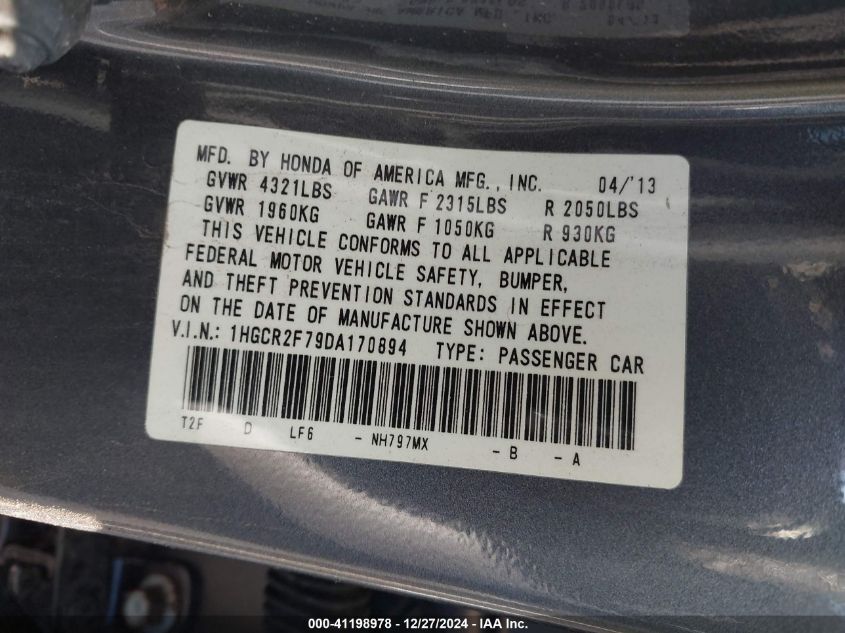 MFD. BY HONDA OF AMERICA MFG., INC. 04/'13
GVWR 4321LBS GAWR F 2315LBS R 2050LBS
GVWR 1960KG GAWR F 1050KG R 930KG
THIS VEHICLE CONFORMS TO ALL APPLICABLE
FEDERAL MOTOR VEHICLE SAFETY, BUMPER,
AND THEFT PREVENTION STANDARDS IN EFFECT
ON THE DATE OF MANUFACTURE SHOWN ABOVE.
V.I.N.: 1HGCR2F79DA170894 TYPE: PASSENGER CAR
T2F D LF6 - NH797MX - B - A
000-41198978 - 12/27/2024 - IAA Inc.